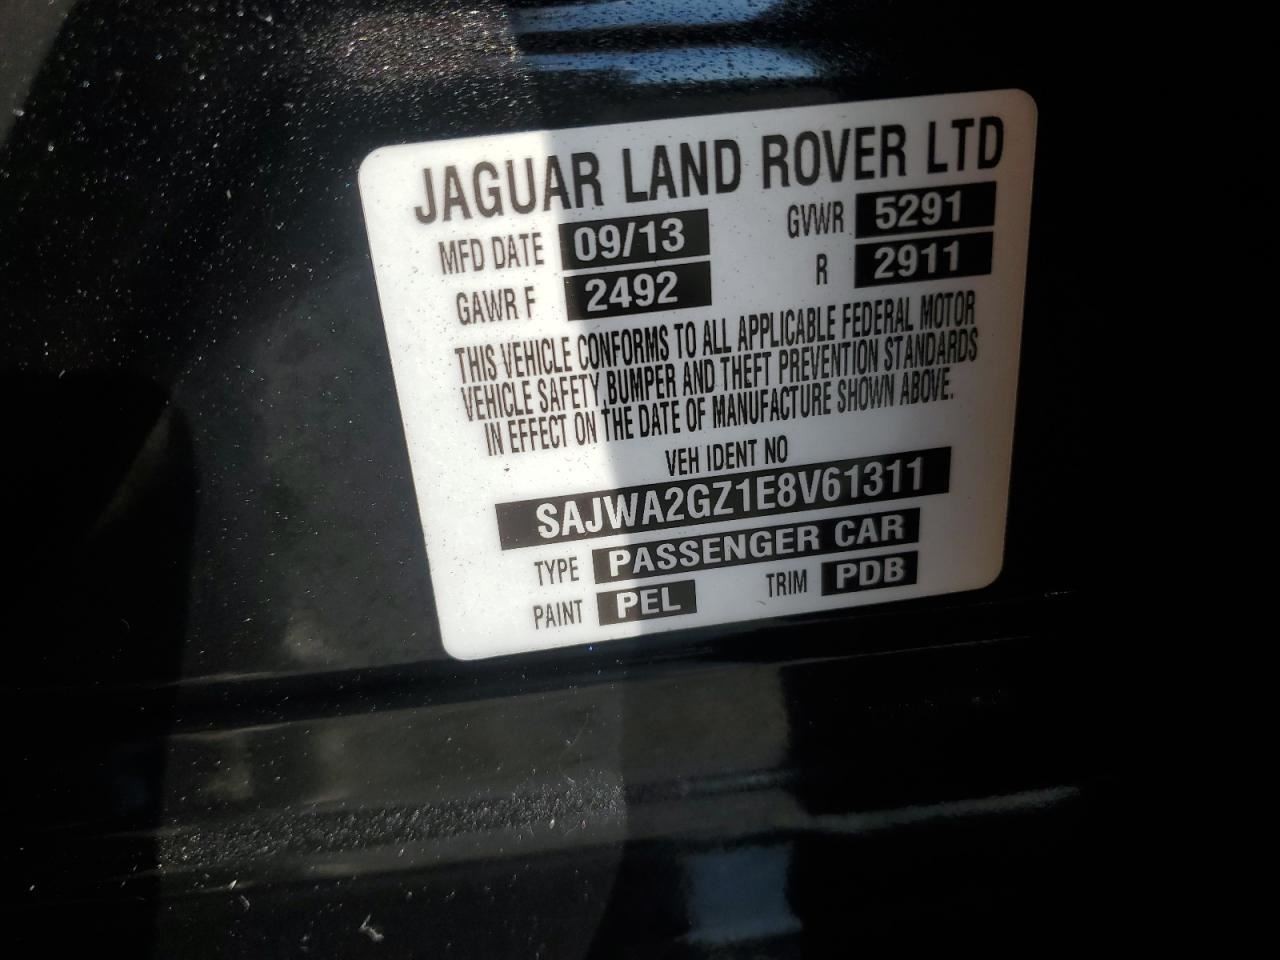 JAGUAR LAND ROVER LTD
MFD DATE 09/13 GVWR 5291
GAWR F 2492 R 2911
THIS VEHICLE CONFORMS TO ALL APPLICABLE FEDERAL MOTOR
VEHICLE SAFETY,BUMPER AND THEFT PREVENTION STANDARDS
IN EFFECT ON THE DATE OF MANUFACTURE SHOWN ABOVE.
VEH IDENT NO
SAJWA2GZ1E8V61311
TYPE PASSENGER CAR
PAINT PEL TRIM PDB